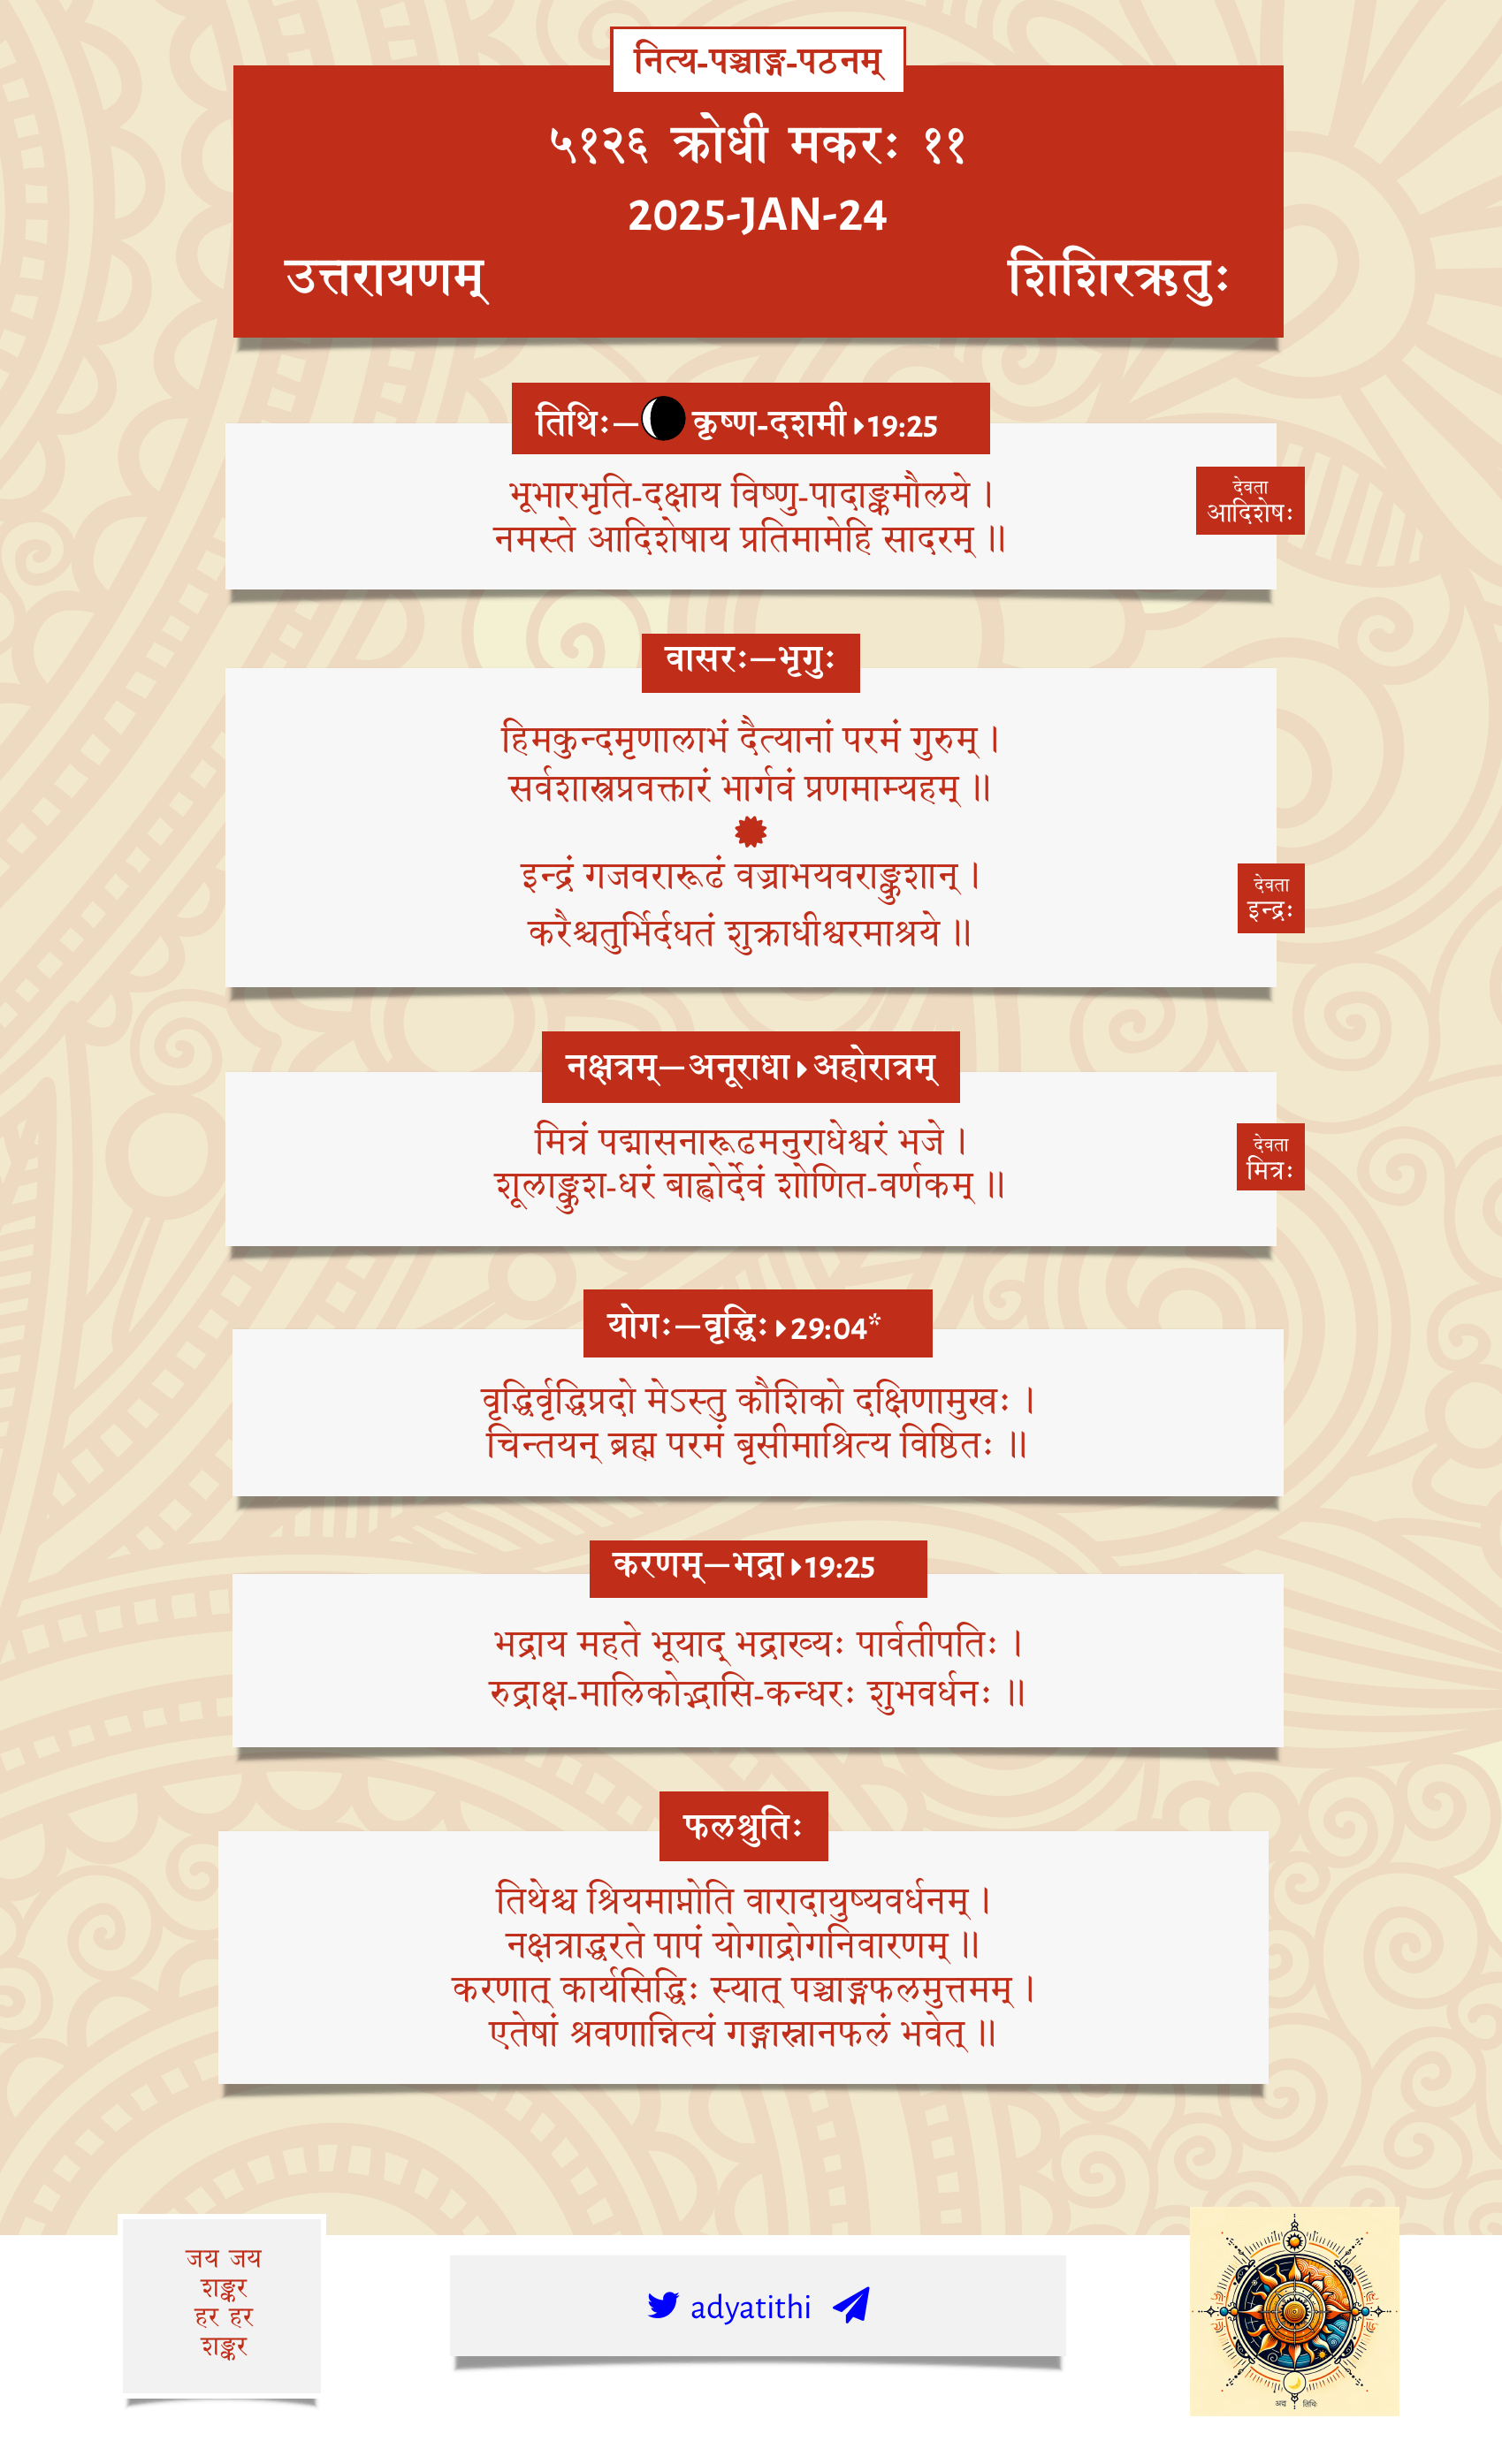 नित्य-पञ्चाङ्ग-पठनम्
५१२६ क्रोधी मकरः ११
2025-JAN-24
उत्तरायणम् शिशिरऋतुः
तिथिः—कृष्ण-दशमी 19:25
भूभारभृति-दक्षाय विष्णु-पादाङ्कमौलये ।
नमस्ते आदिशेषाय प्रतिमामेहि सादरम् ॥
देवता
आदिशेषः
वासरः—भृगुः
हिमकुन्दमृणालाभं दैत्यानां परमं गुरुम् ।
सर्वशास्त्रप्रवक्तारं भार्गवं प्रणमाम्यहम् ॥
इन्द्रं गजवरारूढं वज्राभयवराङ्कुशान् ।
करैश्चतुर्भिर्दधतं शुक्राधीश्वरमाश्रये ॥
देवता
इन्द्रः
नक्षत्रम्—अनूराधा अहोरात्रम्
मित्रं पद्मासनारूढमनुराधेश्वरं भजे ।
शूलाङ्कुश-धरं बाह्वोर्देवं शोणित-वर्णकम् ॥
देवता
मित्रः
योगः—वृद्धिः 29:04*
वृद्धिर्वृद्धिप्रदो मेऽस्तु कौशिको दक्षिणामुखः ।
चिन्तयन् ब्रह्म परमं बृसीमाश्रित्य विष्ठितः ॥
करणम्—भद्रा 19:25
भद्राय महते भूयाद् भद्राख्यः पार्वतीपतिः ।
रुद्राक्ष-मालिकोद्भासि-कन्धरः शुभवर्धनः ॥
फलश्रुतिः
तिथेश्च श्रियमाप्नोति वारादायुष्यवर्धनम् ।
नक्षत्राद्धरते पापं योगाद्रोगनिवारणम् ॥
करणात् कार्यसिद्धिः स्यात् पञ्चाङ्गफलमुत्तमम् ।
एतेषां श्रवणान्नित्यं गङ्गास्नानफलं भवेत् ॥
जय जय
शङ्कर
हर हर
शङ्कर
adyatithi
अद्य तिथिः